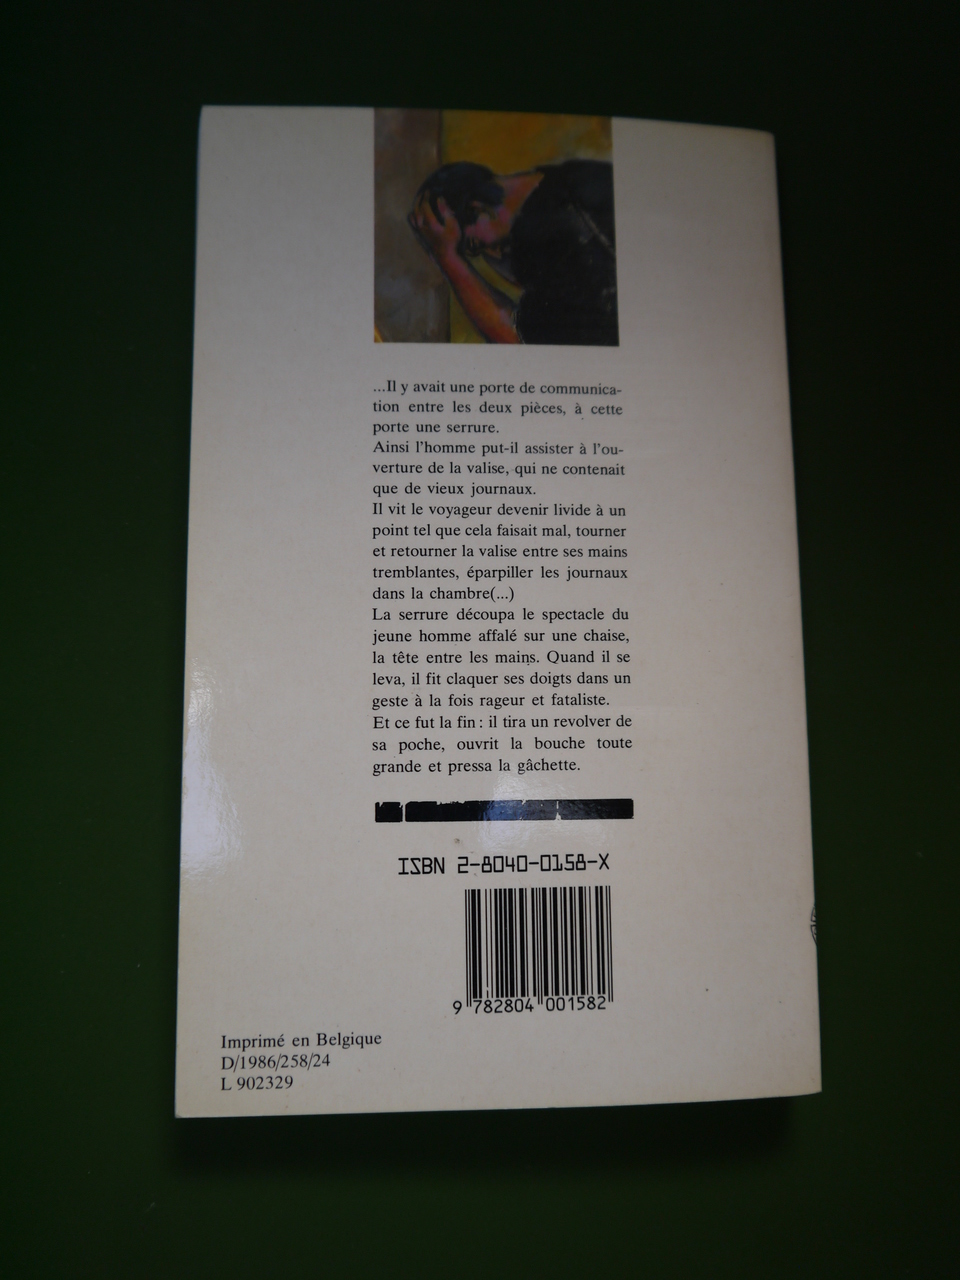 ...Il y avait une porte de communica-
tion entre les deux pièces, à cette
porte une serrure.
Ainsi l'homme put-il assister à l'ou-
verture de la valise, qui ne contenait
que de vieux journaux.
Il vit le voyageur devenir livide à un
point tel que cela faisait mal, tourner
et retourner la valise entre ses mains
tremblantes, éparpiller les journaux
dans la chambre(...)
La serrure découpa le spectacle du
jeune homme affalé sur une chaise,
la tête entre les mains. Quand il se
leva, il fit claquer ses doigts dans un
geste à la fois rageur et fataliste.
Et ce fut la fin : il tira un revolver de
sa poche, ouvrit la bouche toute
grande et pressa la gâchette.
ISBN 2-8040-0158-X
9 782804 001582
Imprimé en Belgique
D/1986/258/24
L 902329